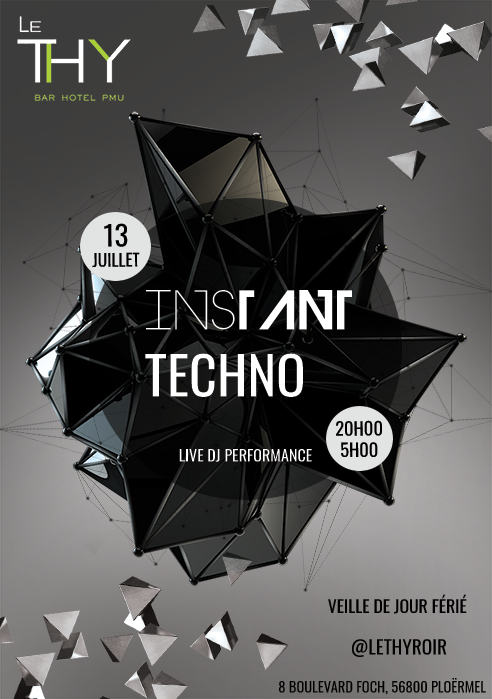 LE
THY
BAR HOTEL PMU
13
JUILLET
INSTANT
TECHNO
20H00
5H00
LIVE DJ PERFORMANCE
VEILLE DE JOUR FÉRIÉ
@LETHYROIR
8 BOULEVARD FOCH, 56800 PLOËRMEL